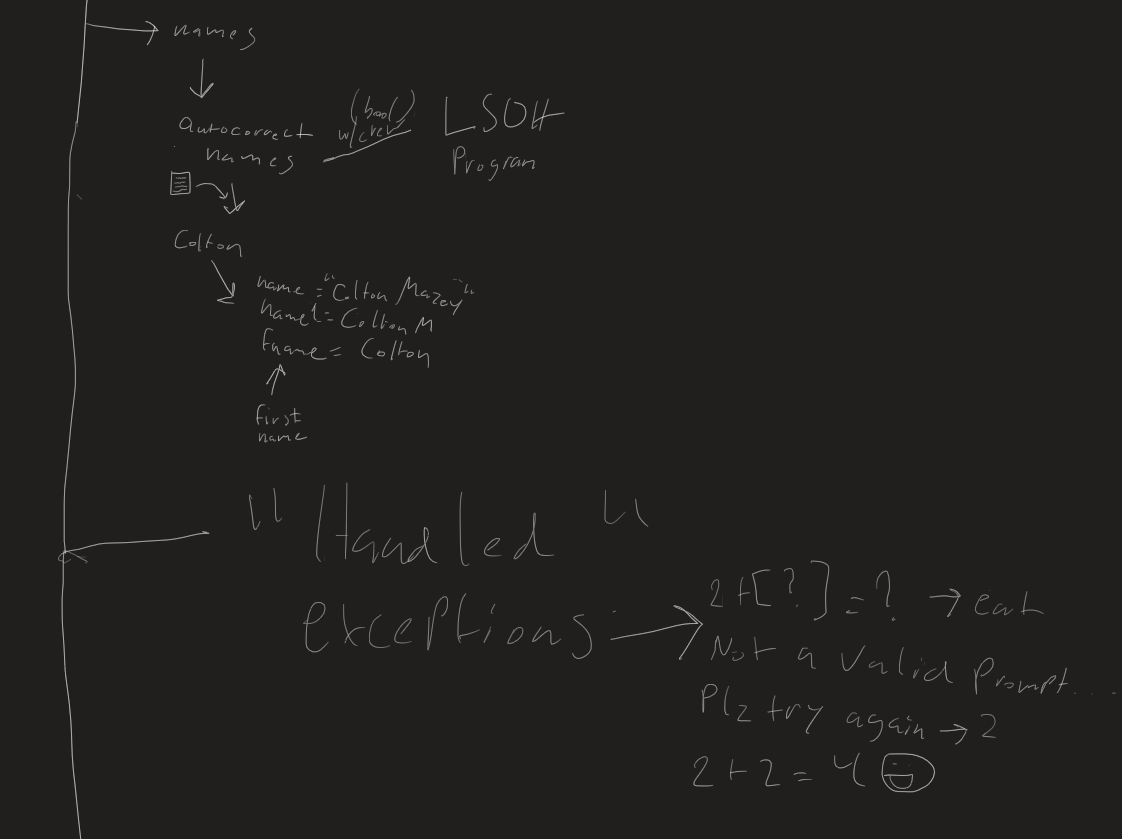 names
autocorrect
names
(bool)
LSOH
Program
Colton
name = "Colton Mazey"
name1 = Colton M
fname = Colton
first
name
"Handled"
exceptions
2+[?]=? → eat
Not a valid Prompt....
Plz try again → 2
2+2=4